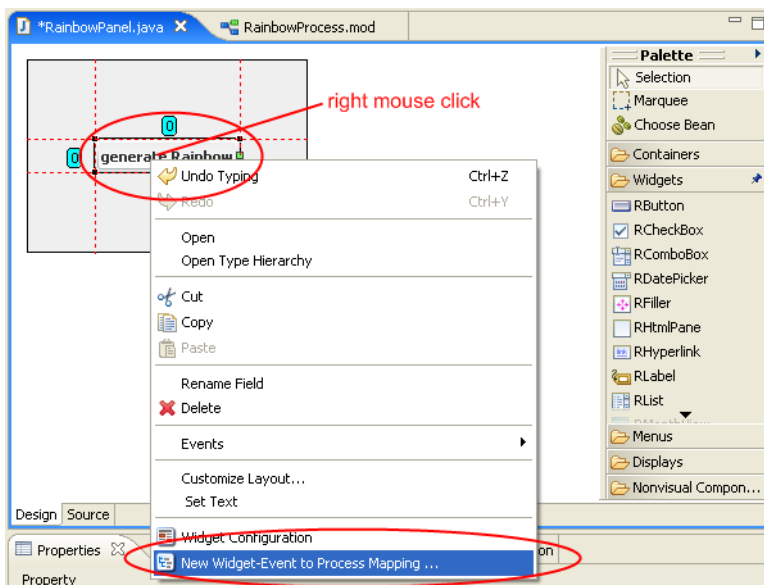 *RainbowPanel.java
RainbowProcess.mod
Palette
Selection
Marquee
Choose Bean
Containers
Widgets
RButton
RCheckBox
RComboBox
RDatePicker
RFiller
RHtmlPane
RHyperlink
RLabel
RList
RMonthView
Menus
Displays
Nonvisual Compon...
right mouse click
0
0
generate Rainbow
Undo Typing Ctrl+Z
Redo Ctrl+Y
Open
Open Type Hierarchy
Cut
Copy
Paste
Rename Field
Delete
Events
Customize Layout...
Set Text
Widget Configuration
New Widget-Event to Process Mapping ...
Design Source
Properties
on
Property